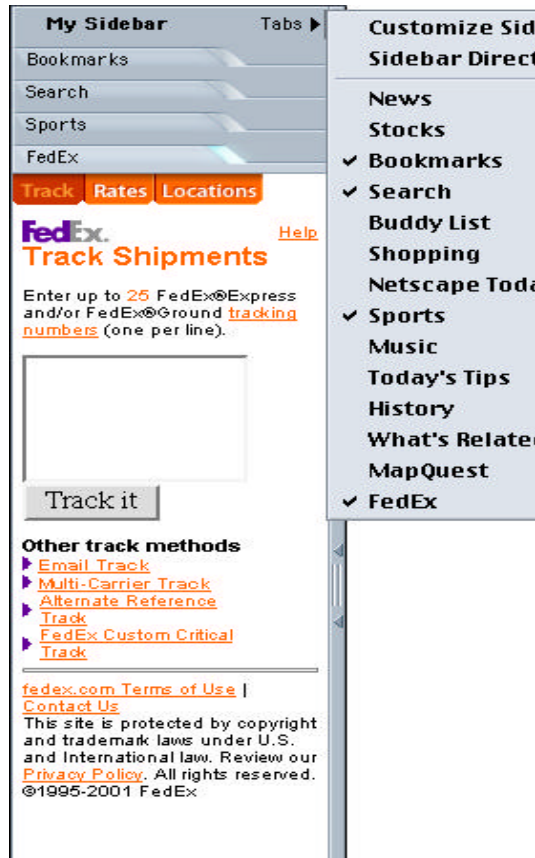 My Sidebar Tabs
Bookmarks
Search
Sports
FedEx
Track Rates Locations
FedEx. Help
Track Shipments
Enter up to 25 FedEx®Express
and/or FedEx®Ground tracking
numbers (one per line).
Track it
Other track methods
Email Track
Multi-Carrier Track
Alternate Reference
Track
FedEx Custom Critical
Track
fedex.com Terms of Use |
Contact Us
This site is protected by copyright
and trademark laws under U.S.
and International law. Review our
Privacy Policy. All rights reserved.
©1995-2001 FedEx
Customize Sid
Sidebar Direct
News
Stocks
✓ Bookmarks
✓ Search
Buddy List
Shopping
Netscape Toda
✓ Sports
Music
Today's Tips
History
What's Related
MapQuest
✓ FedEx